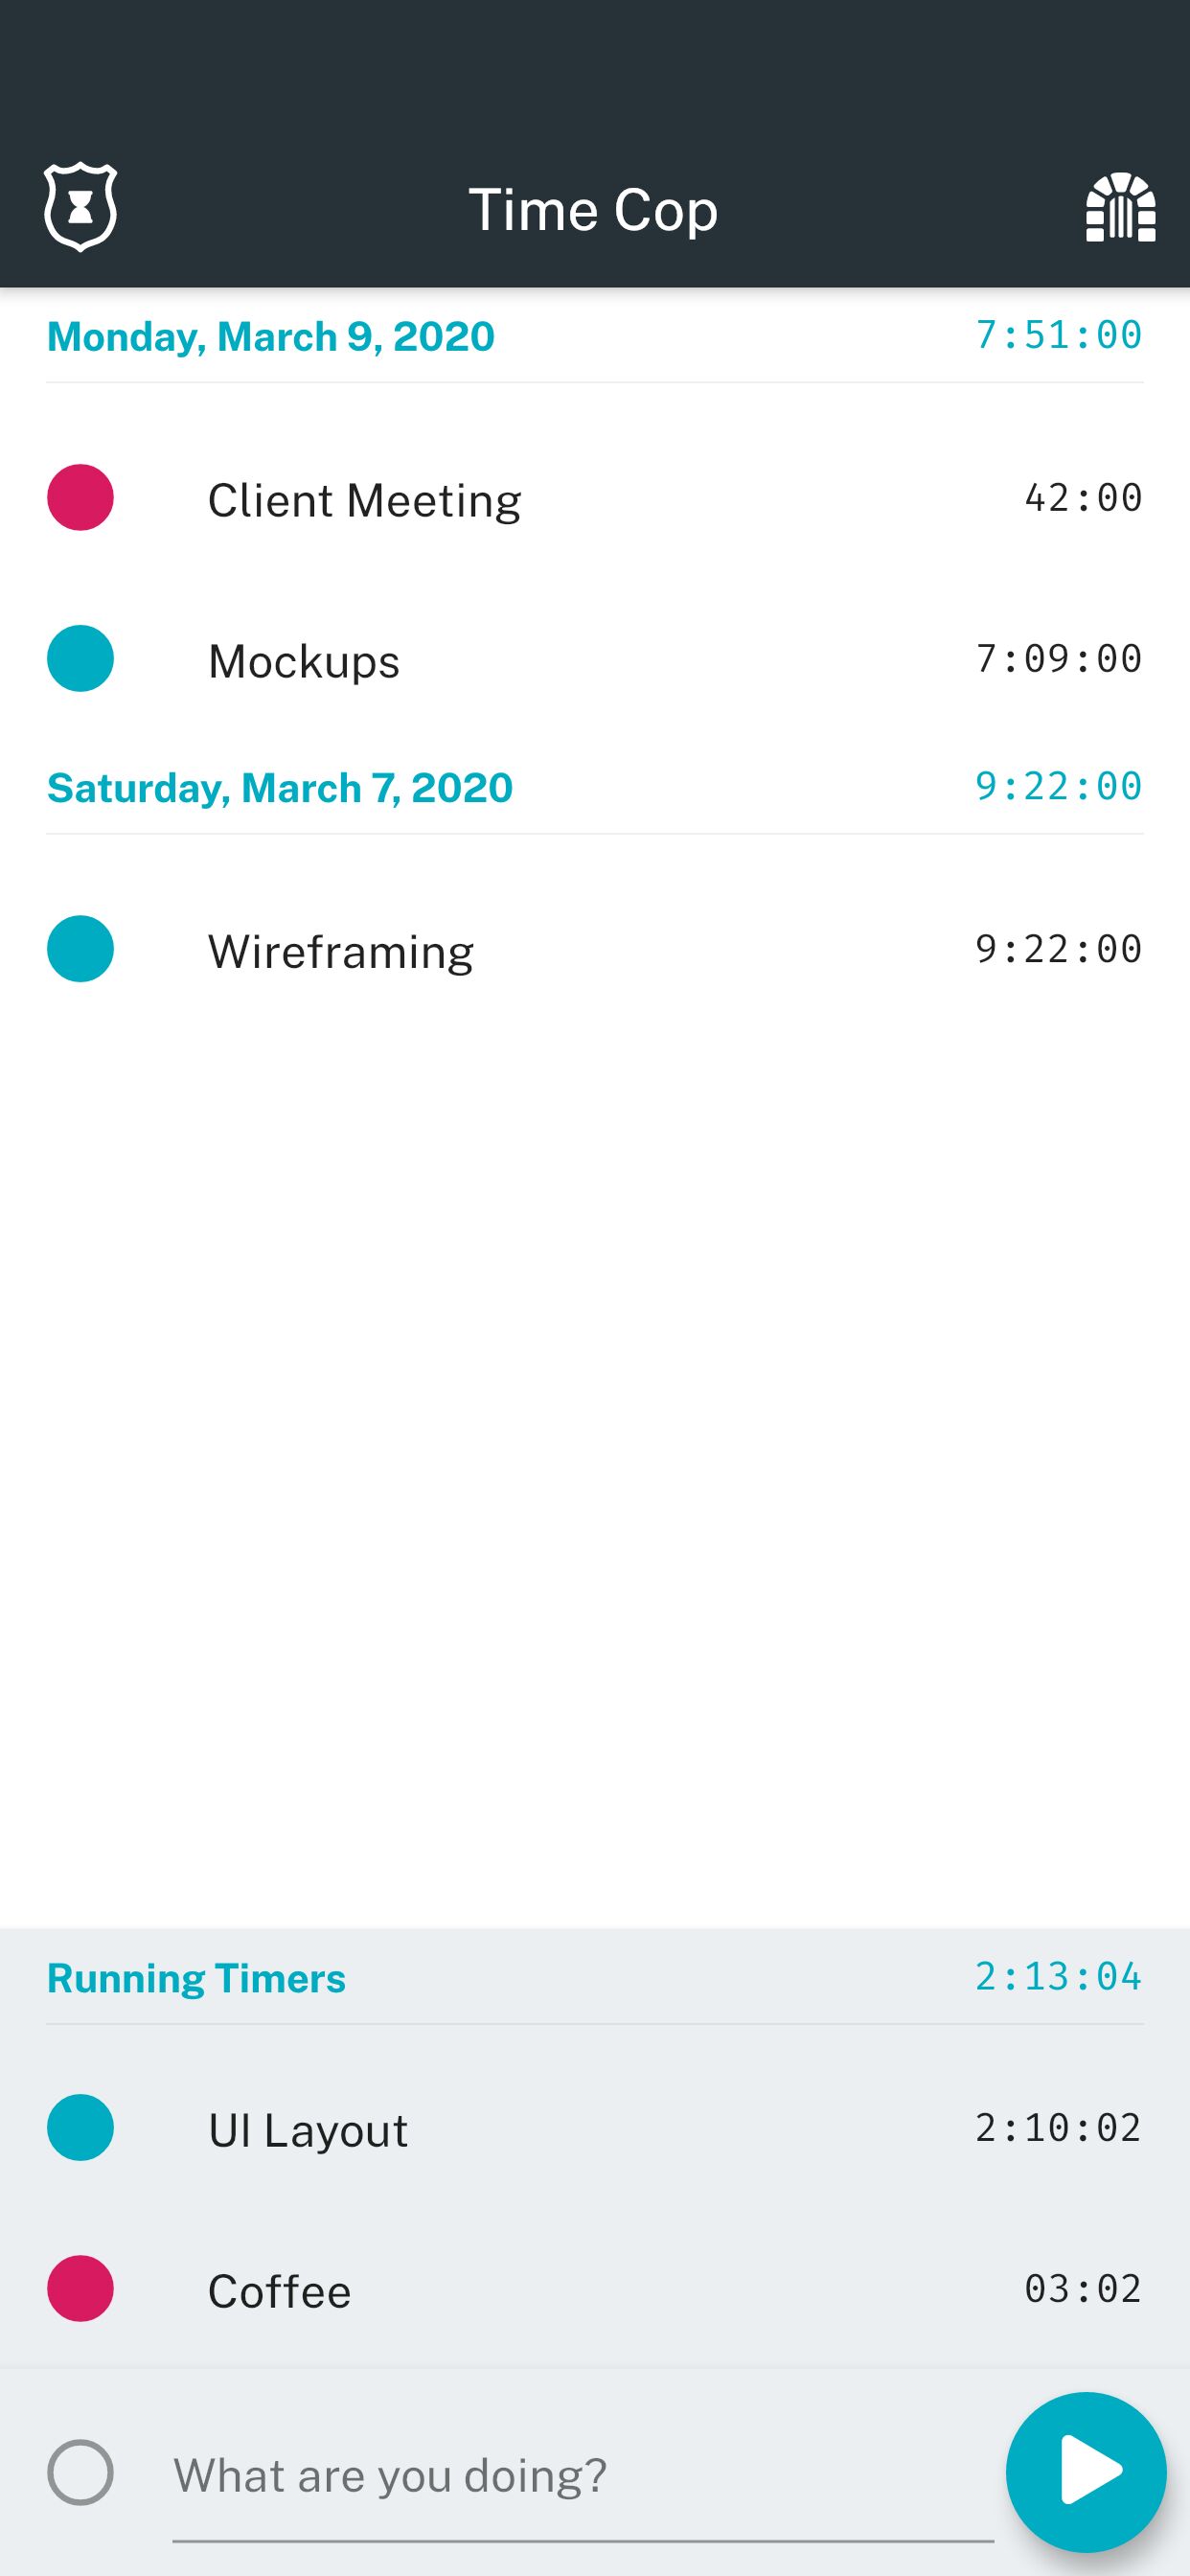 Time Cop
Monday, March 9, 2020 7:51:00
Client Meeting 42:00
Mockups 7:09:00
Saturday, March 7, 2020 9:22:00
Wireframing 9:22:00
Running Timers 2:13:04
UI Layout 2:10:02
Coffee 03:02
What are you doing?